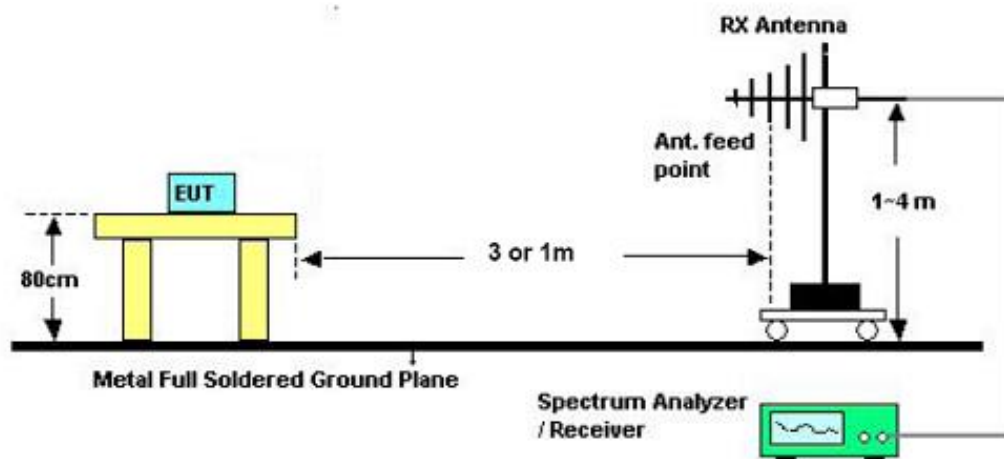 RX Antenna
Ant. feed
point
EUT
1~4 m
3 or 1m
80cm
Metal Full Soldered Ground Plane
Spectrum Analyzer
/ Receiver